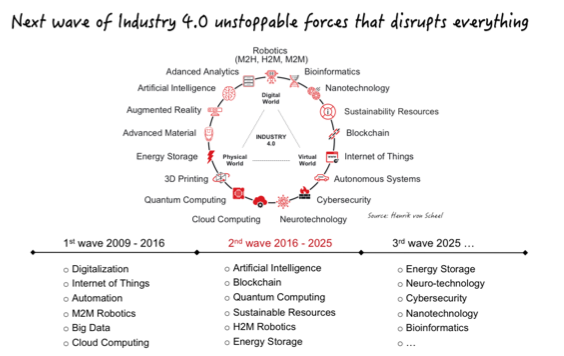 Next wave of Industry 4.0 unstoppable forces that disrupts everything
Robotics
(M2H, H2M, M2M)
Adanced Analytics
Bioinformatics
Artificial Intelligence
Nanotechnology
Digital
World
Augmented Reality
Sustainability Resources
Advanced Material
Blockchain
INDUSTRY
4.0
Energy Storage
Physical
World
Virtual
World
Internet of Things
3D Printing
Autonomous Systems
Quantum Computing
Cybersecurity
Cloud Computing
Neurotechnology
Source: Henrik von Scheel
1st wave 2009 - 2016
2nd wave 2016 - 2025
3rd wave 2025 ...
○ Digitalization
○ Internet of Things
○ Automation
○ M2M Robotics
○ Big Data
○ Cloud Computing
○ Artificial Intelligence
○ Blockchain
○ Quantum Computing
○ Sustainable Resources
○ H2M Robotics
○ Energy Storage
○ Energy Storage
○ Neuro-technology
○ Cybersecurity
○ Nanotechnology
○ Bioinformatics
○ ...